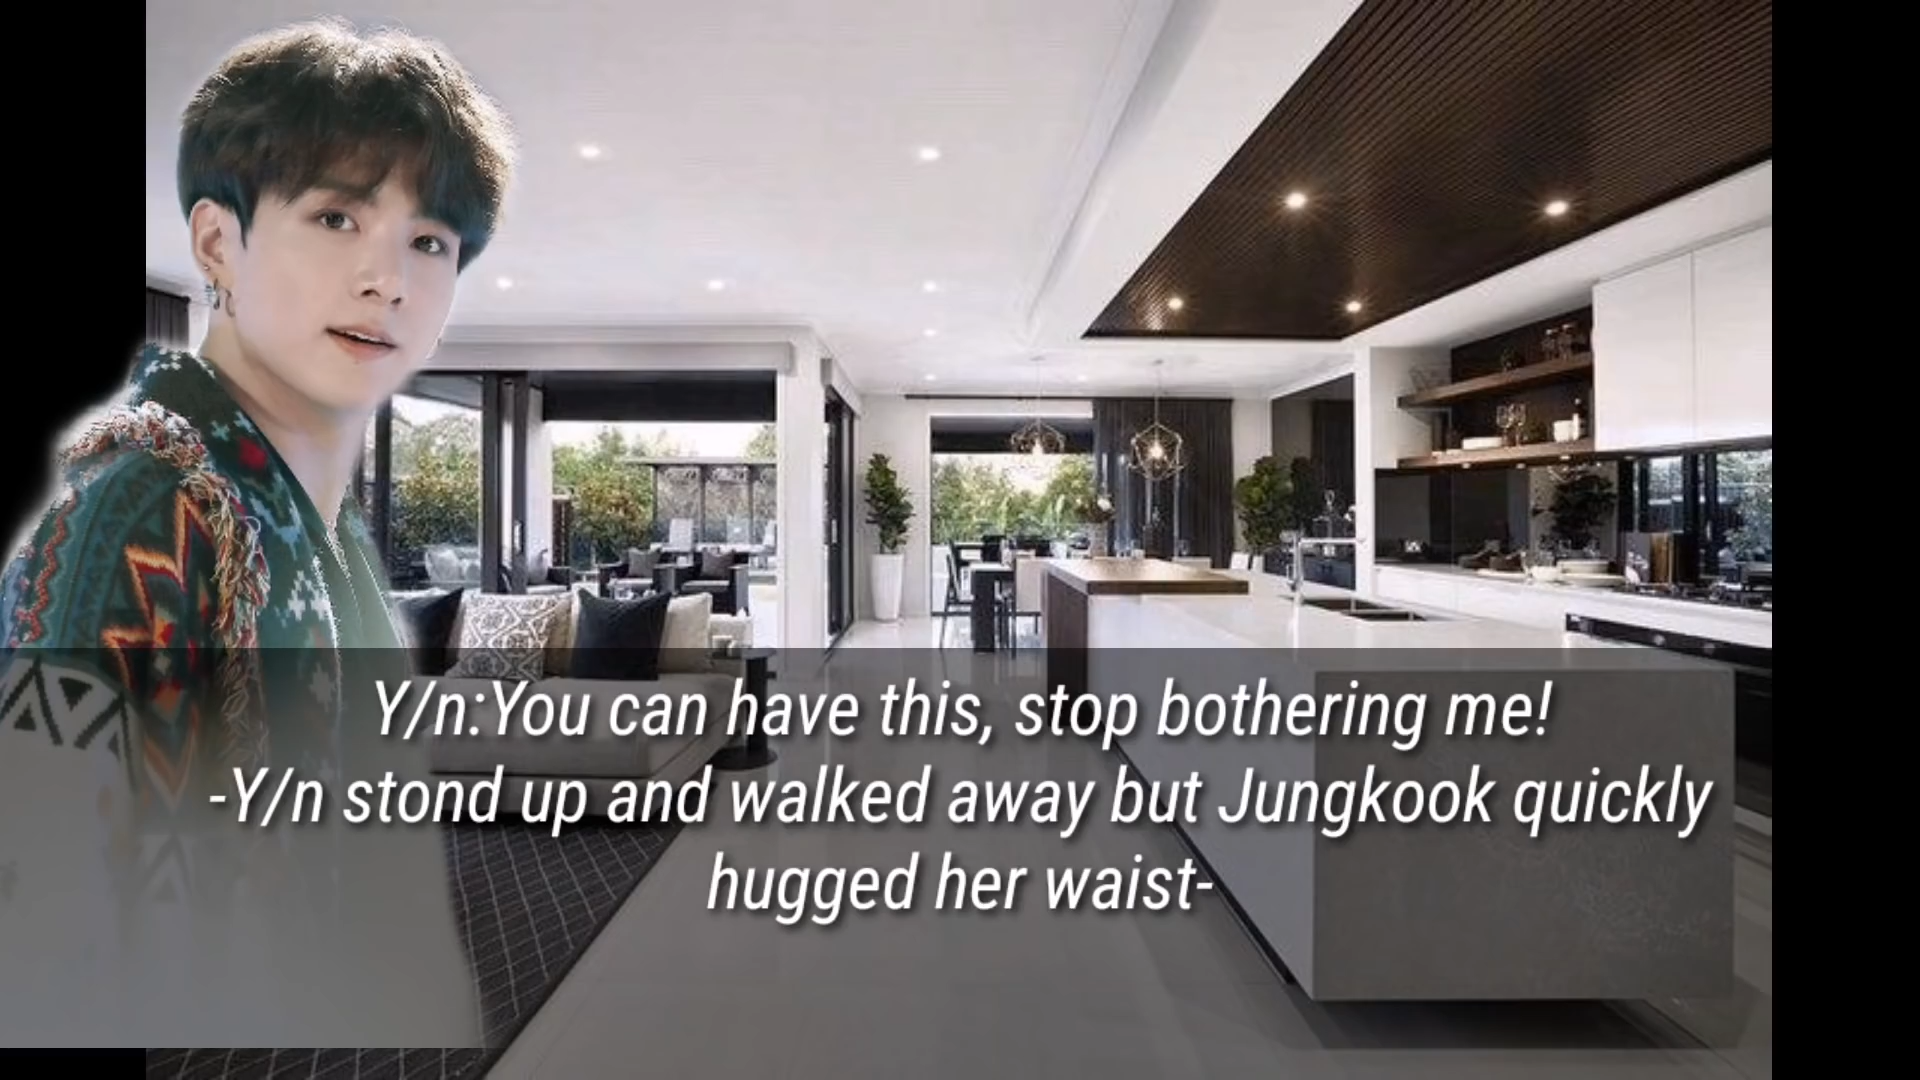 Y/n:You can have this, stop bothering me!
-Y/n stond up and walked away but Jungkook quickly
hugged her waist-